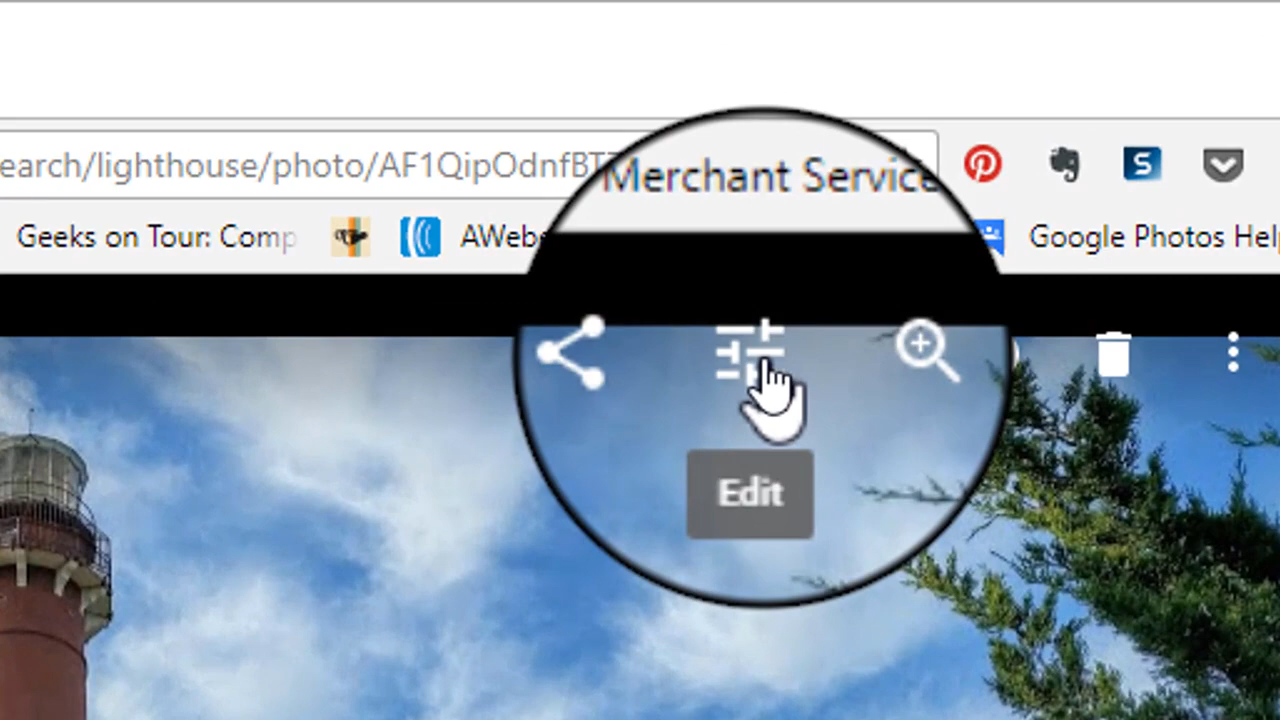 earch/lighthouse/photo/AF1QipOdnfBT
Merchant Service
Geeks on Tour: Comp
AWeb
Google Photos Hel
Edit